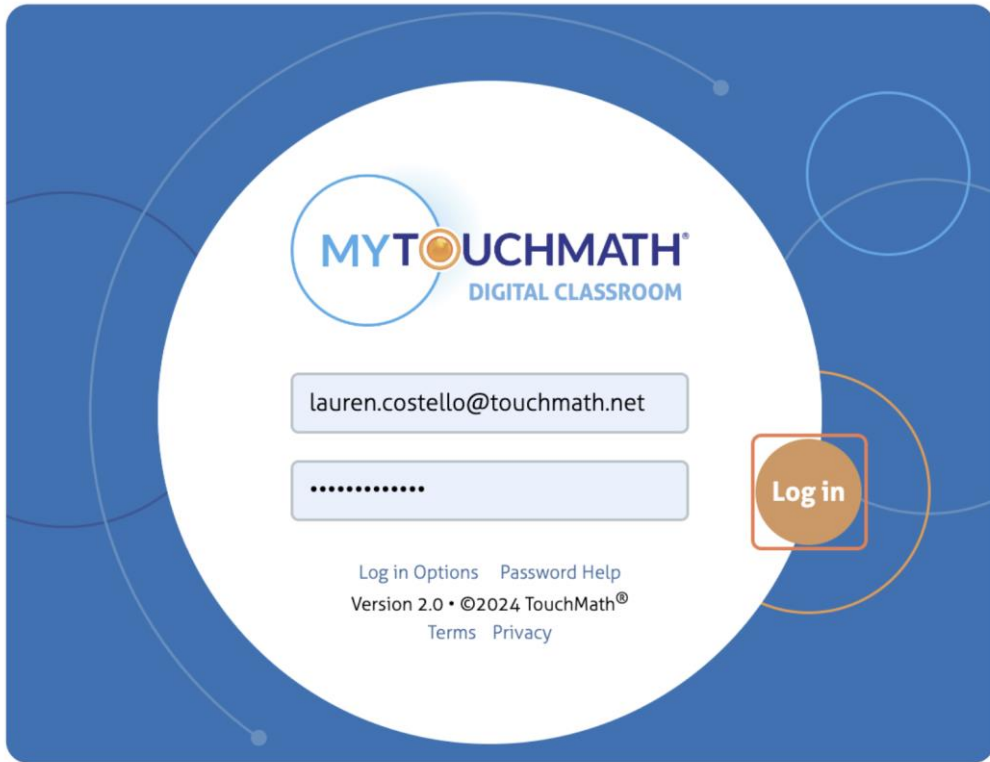 MYTOUCHMATH®
DIGITAL CLASSROOM
lauren.costello@touchmath.net
•••••••••••••
Log in
Log in Options Password Help
Version 2.0 • ©2024 TouchMath®
Terms Privacy